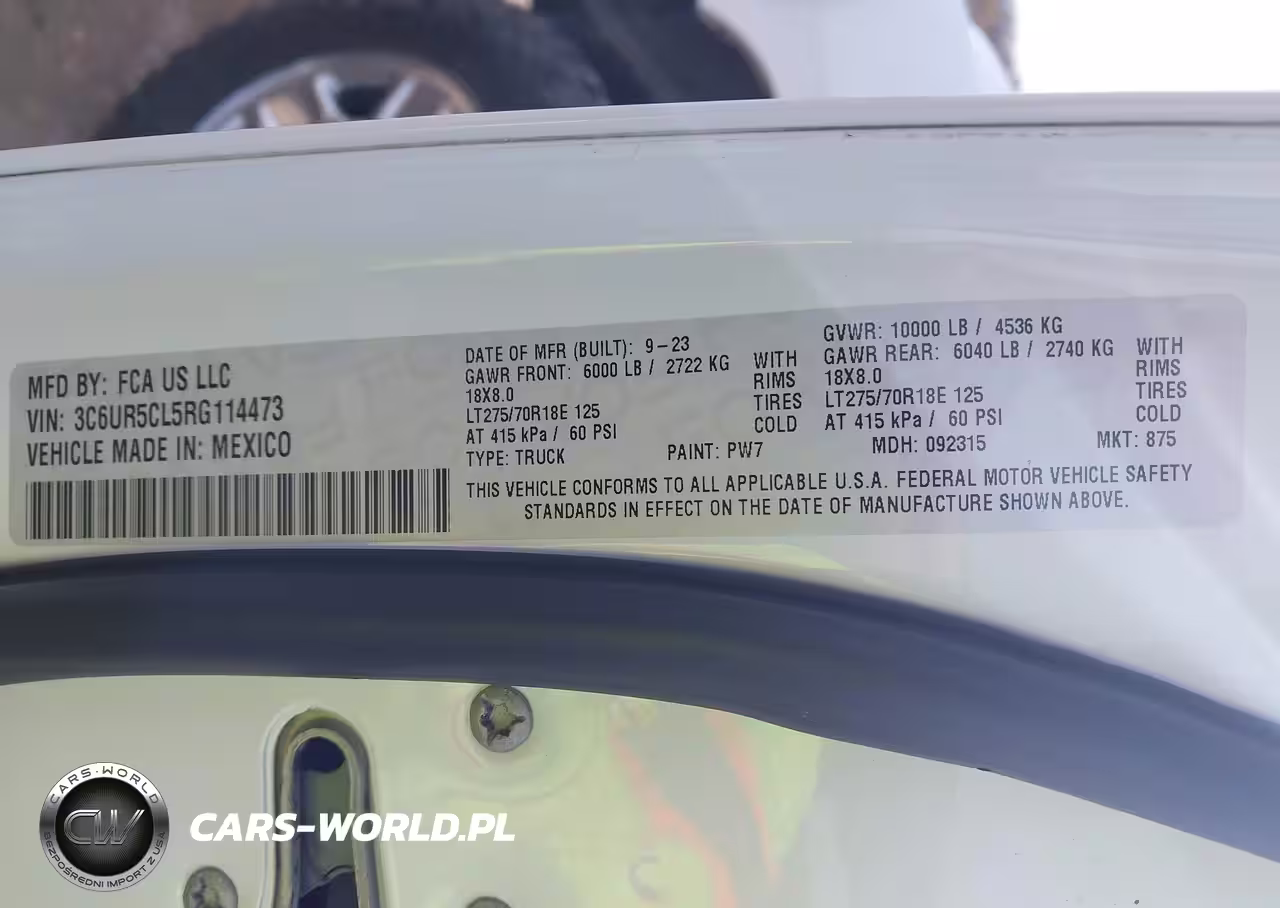 MFD BY: FCA US LLC
VIN: 3C6UR5CL5RG114473
VEHICLE MADE IN: MEXICO
DATE OF MFR (BUILT): 9-23
GAWR FRONT: 6000 LB / 2722 KG
18X8.0
LT275/70R18E 125
AT 415 kPa / 60 PSI
WITH
RIMS
TIRES
COLD
GVWR: 10000 LB / 4536 KG
GAWR REAR: 6040 LB / 2740 KG
18X8.0
LT275/70R18E 125
AT 415 kPa / 60 PSI
WITH
RIMS
TIRES
COLD
TYPE: TRUCK PAINT: PW7 MDH: 092315 MKT: 875
THIS VEHICLE CONFORMS TO ALL APPLICABLE U.S.A. FEDERAL MOTOR VEHICLE SAFETY
STANDARDS IN EFFECT ON THE DATE OF MANUFACTURE SHOWN ABOVE.
CARS-WORLD
CW
BEZPOŚREDNI IMPORT Z USA
CARS-WORLD.PL